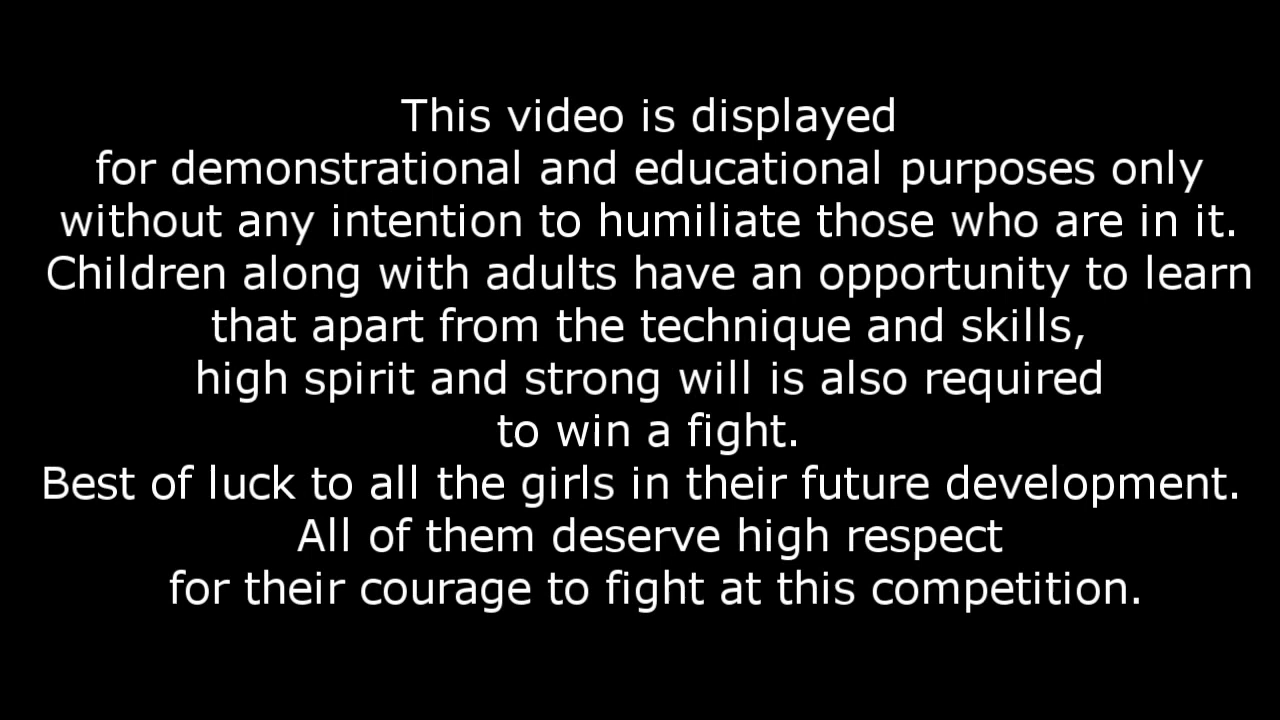 This video is displayed
for demonstrational and educational purposes only
without any intention to humiliate those who are in it.
Children along with adults have an opportunity to learn
that apart from the technique and skills,
high spirit and strong will is also required
to win a fight.
Best of luck to all the girls in their future development.
All of them deserve high respect
for their courage to fight at this competition.